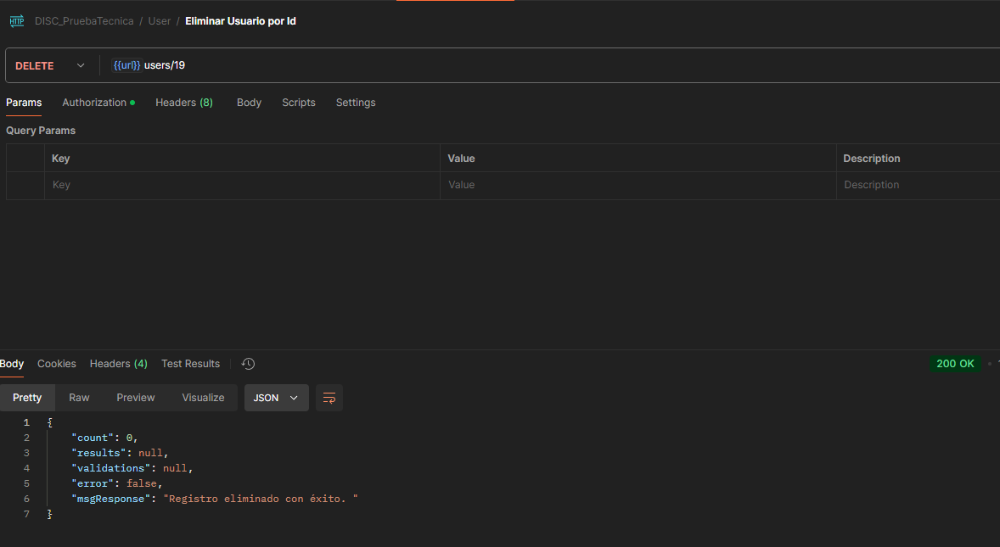 HTTP DISC_PruebaTecnica / User / Eliminar Usuario por Id
DELETE {{url}} users/19
Params Authorization Headers (8) Body Scripts Settings
Query Params
Key Value Description
Key Value Description
Body Cookies Headers (4) Test Results 200 OK
Pretty Raw Preview Visualize JSON
1 {
2 "count": 0,
3 "results": null,
4 "validations": null,
5 "error": false,
6 "msgResponse": "Registro eliminado con éxito. "
7 }